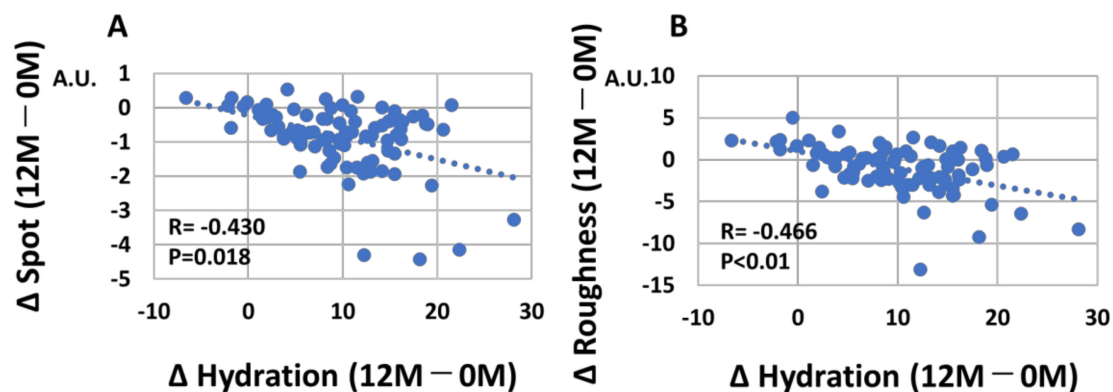 A
Δ Spot (12M－0M)
A.U.
1
0
-1
-2
-3
-4
-5
R= -0.430
P=0.018
-10 0 10 20 30
Δ Hydration (12M－0M)
B
Δ Roughness (12M－0M)
A.U.
10
5
0
-5
-10
-15
R= -0.466
P<0.01
-10 0 10 20 30
Δ Hydration (12M－0M)